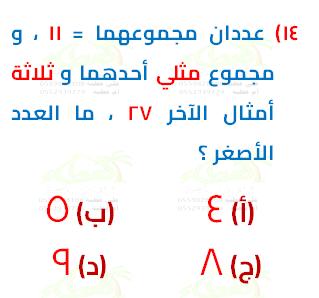 ١٤) عددان مجموعهما = ١١ ، و
مجموع مثلي أحدهما و ثلاثة
أمثال الآخر ٢٧ ، ما العدد
الأصغر ؟
(أ) ٤ (ب) ٥
(ج) ٨ (د) ٩